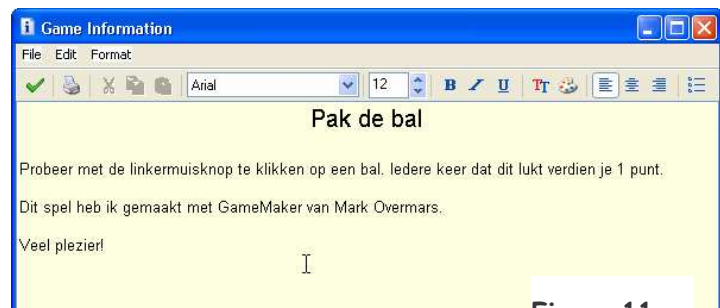 Game Information
File Edit Format
Arial 12 B I U TT
Pak de bal
Probeer met de linkermuisknop te klikken op een bal. Iedere keer dat dit lukt verdien je 1 punt.
Dit spel heb ik gemaakt met GameMaker van Mark Overmars.
Veel plezier!